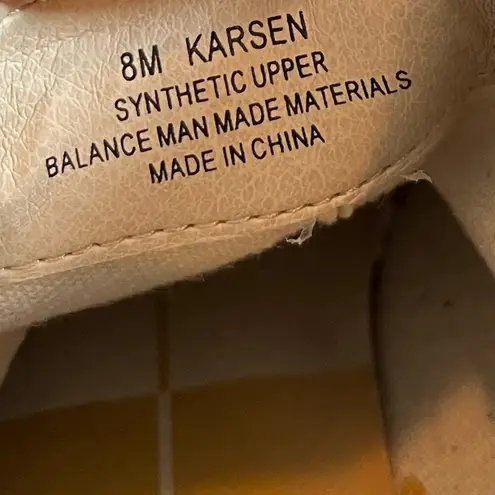 8M KARSEN
SYNTHETIC UPPER
BALANCE MAN MADE MATERIALS
MADE IN CHINA